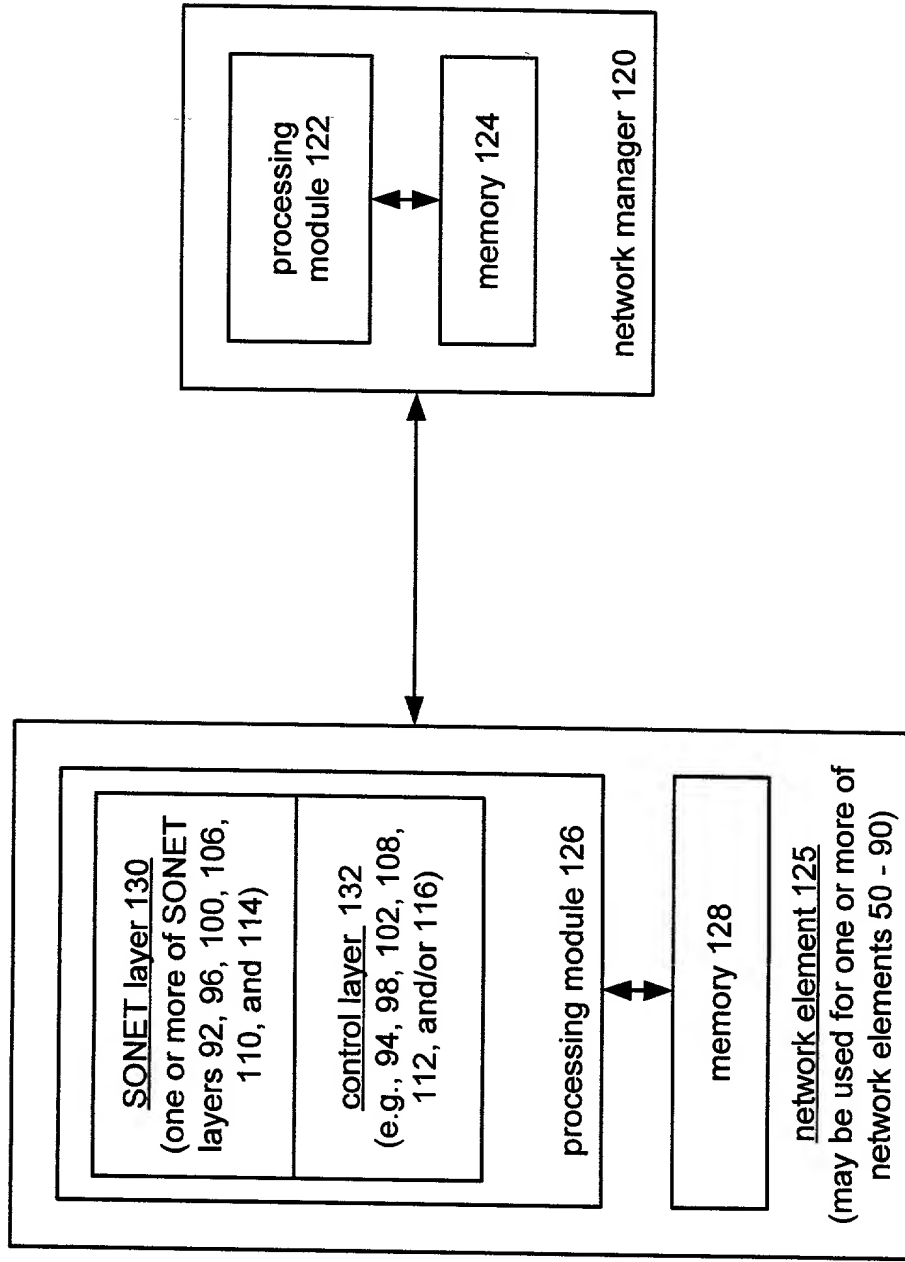 SONET layer 130
(one or more of SONET
layers 92, 96, 100, 106,
110, and 114)
control layer 132
(e.g., 94, 98, 102, 108,
112, and/or 116)
processing module 126
memory 128
network element 125
(may be used for one or more of
network elements 50 - 90)
processing
module 122
memory 124
network manager 120